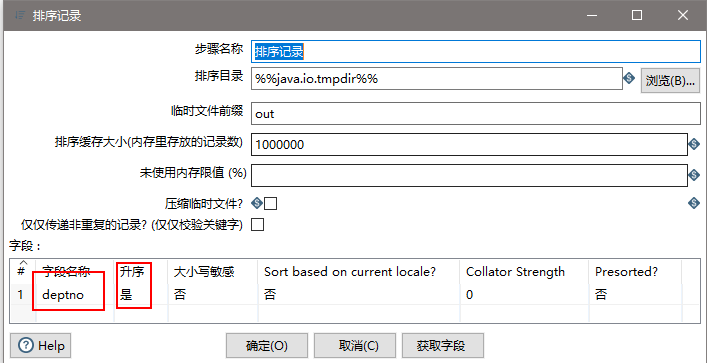 排序记录
步骤名称 排序记录
排序目录 %%java.io.tmpdir%% 浏览(B)...
临时文件前缀 out
排序缓存大小(内存里存放的记录数) 1000000
未使用内存限值 (%)
压缩临时文件?
仅仅传递非重复的记录? (仅仅校验关键字)
字段 :
# 字段名称 升序 大小写敏感 Sort based on current locale? Collator Strength Presorted?
1 deptno 是 否 否 0 否
Help 确定(O) 取消(C) 获取字段